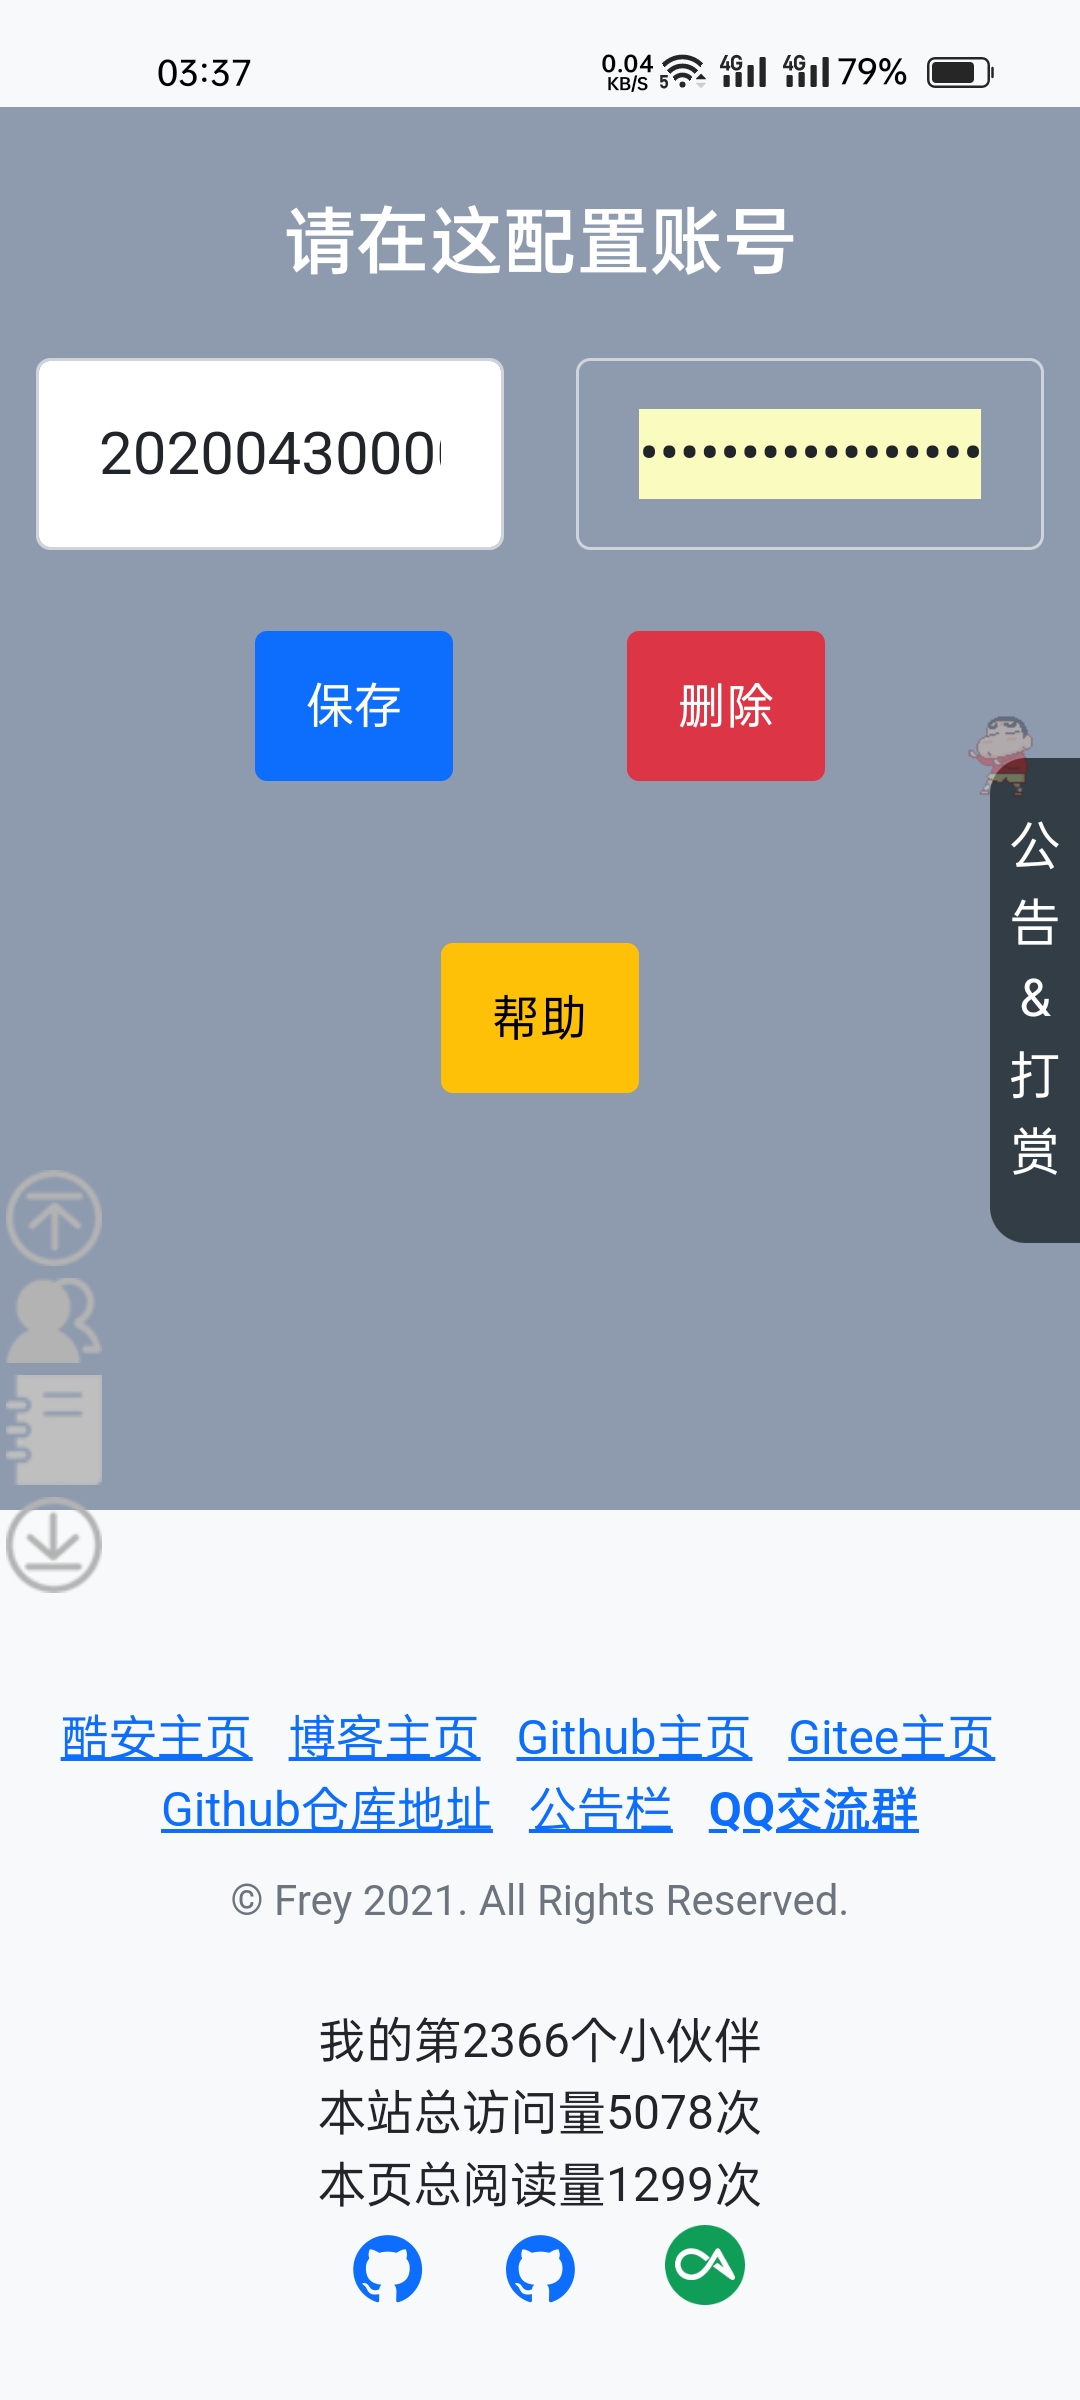 03:37 0.04 KB/S 5 4G 4G 79%
请在这配置账号
20200430000
保存 删除
公告&打赏
帮助
酷安主页 博客主页 Github主页 Gitee主页
Github仓库地址 公告栏 QQ交流群
© Frey 2021. All Rights Reserved.
我的第2366个小伙伴
本站总访问量5078次
本页总阅读量1299次